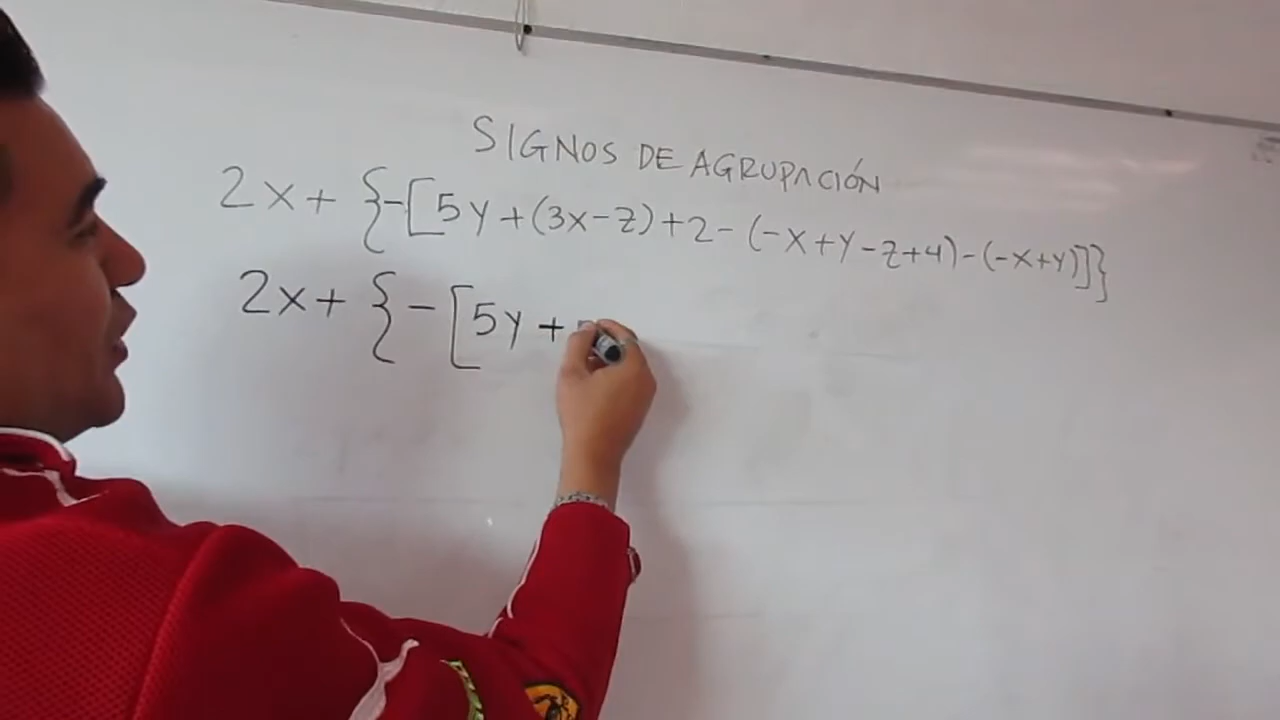 SIGNOS DE AGRUPACIÓN
2x+ {-[5y+(3x-z)+2-(-x+y-z+4)-(-x+y)]}
2x+ {-[5y+